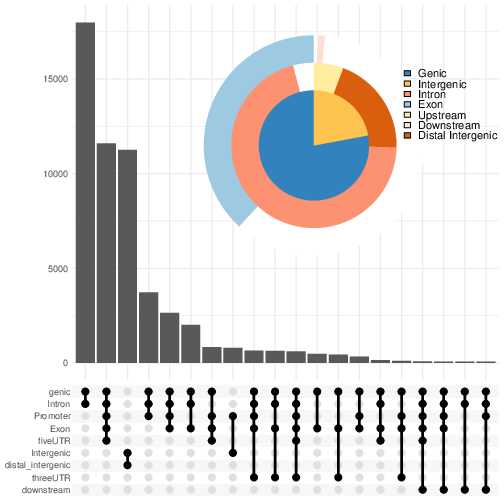 15000
10000
5000
0
Genic
Intergenic
Intron
Exon
Upstream
Downstream
Distal Intergenic
genic
Intron
Promoter
Exon
fiveUTR
Intergenic
distal_intergenic
threeUTR
downstream